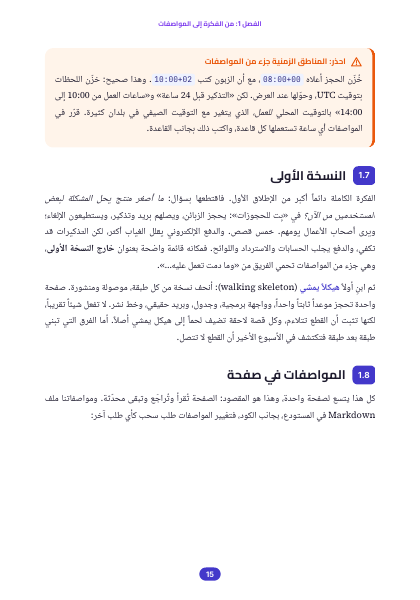 الفصل 1: من الفكرة إلى المواصفات
احذر: المناطق الزمنية جزء من المواصفات
خُزّن الحجز أعلاه 08:00+00، مع أن الزبون كتب 10:00+02. وهذا صحيح: خزّن اللحظات
بتوقيت UTC، وحوّلها عند العرض. لكن «التذكير قبل 24 ساعة» و«ساعات العمل من 10:00 إلى
14:00» بالتوقيت المحلي للعمل، الذي يتغير مع التوقيت الصيفي في بلدان كثيرة. قرّر في
المواصفات أي ساعة تستعملها كل قاعدة، واكتب ذلك بجانب القاعدة.
1.7 النسخة الأولى
الفكرة الكاملة دائماً أكبر من الإطلاق الأول. فاقتطعها بسؤال: ما أصغر منتج يحل المشكلة لبعض
المستخدمين من الآن؟ في «بِت للحجوزات»: يحجز الزبائن، ويصلهم بريد وتذكير، ويستطيعون الإلغاء؛
ويرى أصحاب الأعمال يومهم. خمس قصص. والدفع الإلكتروني يقلل الغياب أكثر، لكن المذكيرات قد
تكفي، والدفع يجلب الحسابات والاسترداد واللوائح. فمكانه قائمة واضحة بعنوان خارج النسخة الأولى،
وهي جزء من المواصفات تحمي الفريق من «وما دمت تعمل عليه...».
ثم ابنِ أولاً هيكلاً يمشي (walking skeleton): أنحف نسخة من كل طبقة، موصولة ومنشورة. صفحة
واحدة تحجز موعداً ثابتاً واحداً، وواجهة برمجية، وجدول، وبريد حقيقي، وخط نشر. لا تفعل شيئاً تقريباً،
لكنها تثبت أن القطع تتلاءم، وكل قصة لاحقة تضيف لحماً إلى هيكل يمشي أصلاً. أما الفرق التي تبني
طبقة بعد طبقة فتكتشف في الأسبوع الأخير أن القطع لا تتصل.
1.8 المواصفات في صفحة
كل هذا يتسع لصفحة واحدة، وهذا هو المقصود: الصفحة تُقرأ وتُراجَع وتبقى محدّثة. ومواصفاتنا ملف
Markdown في المستودع، بجانب الكود، فتغيير المواصفات طلب سحب كأي طلب آخر:
15